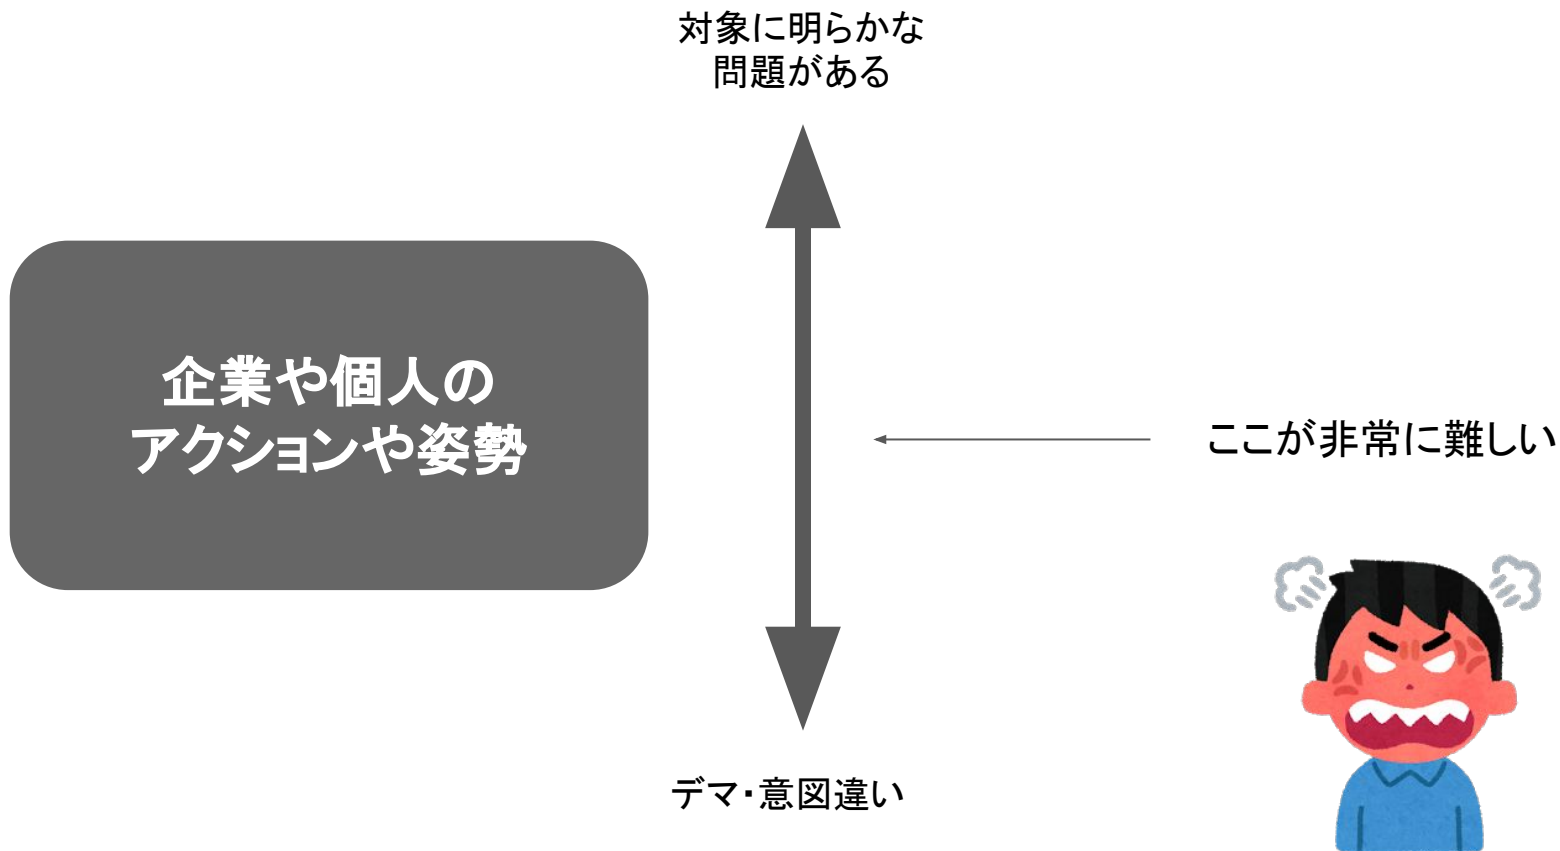 対象に明らかな
問題がある
企業や個人の
アクションや姿勢
ここが非常に難しい
デマ・意図違い